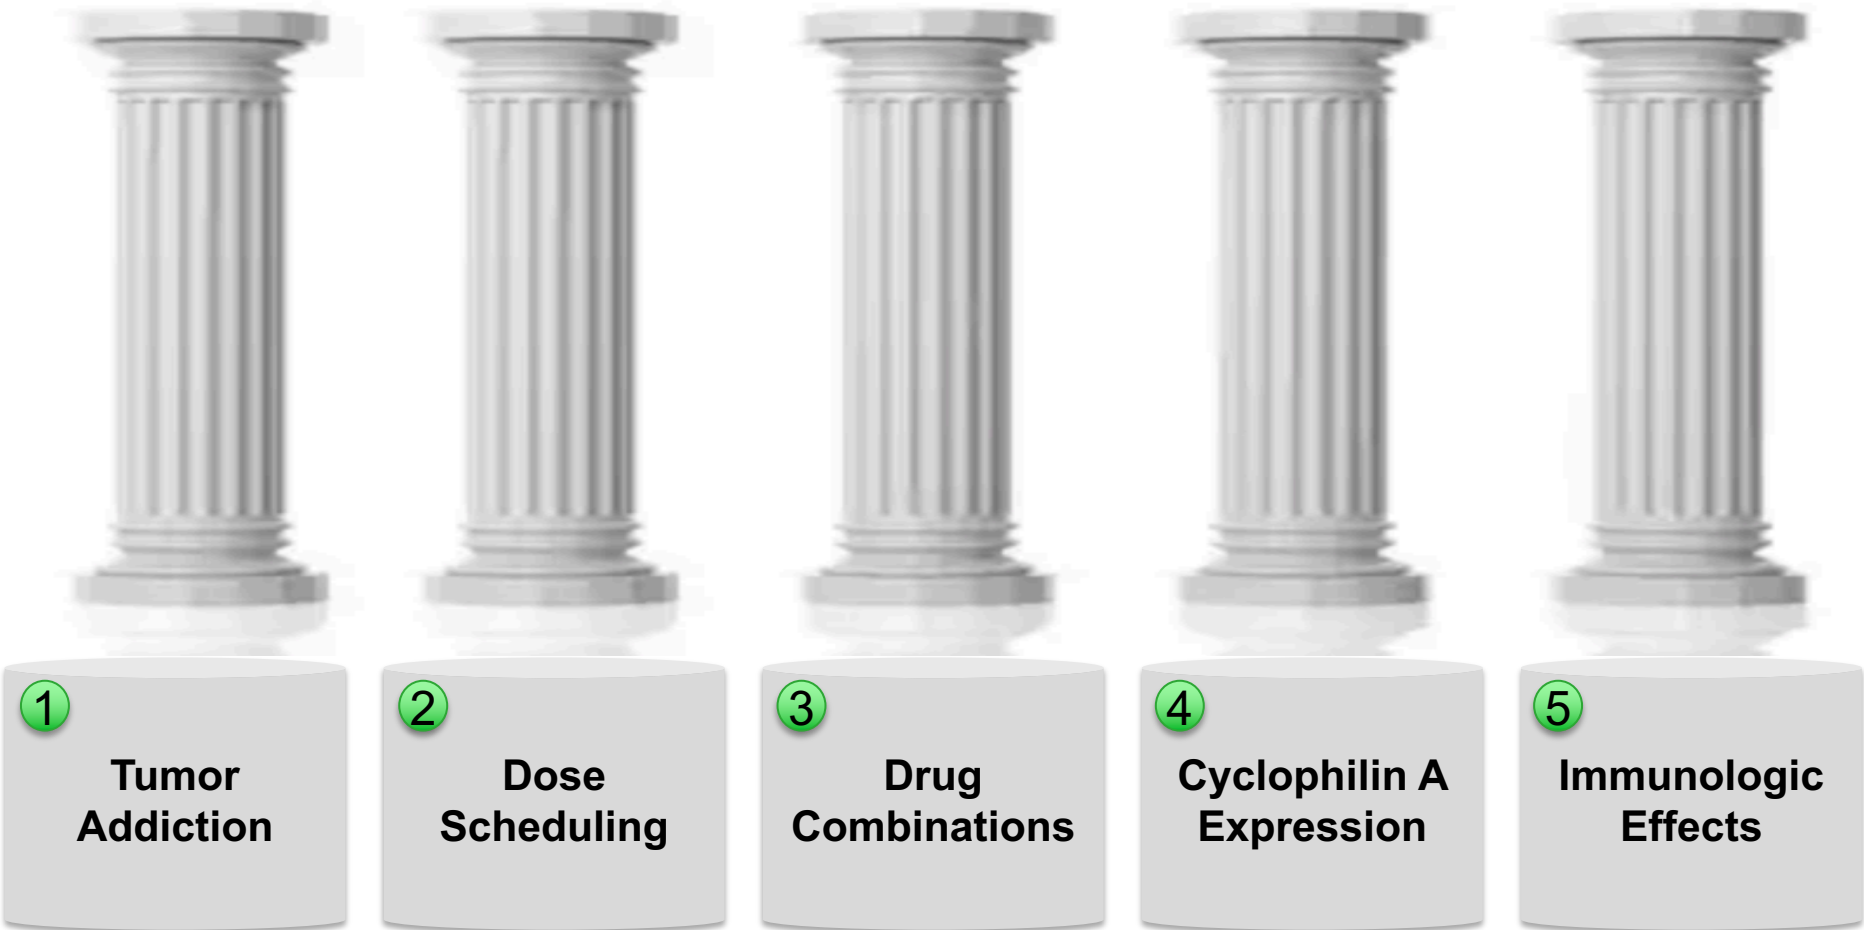 1
Tumor
Addiction
2
Dose
Scheduling
3
Drug
Combinations
4
Cyclophilin A
Expression
5
Immunologic
Effects